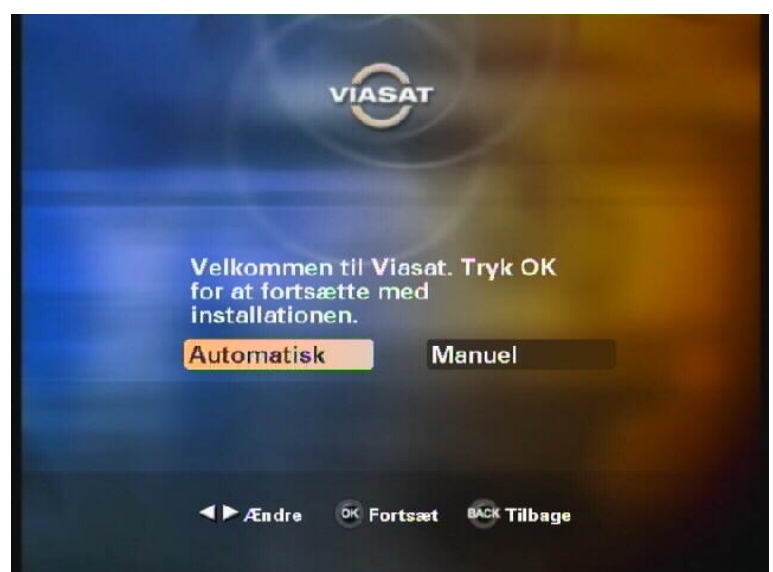 VIASAT
Velkommen til Viasat. Tryk OK
for at fortsætte med
installationen.
Automatisk Manuel
Ændre OK Fortsæt BACK Tilbage